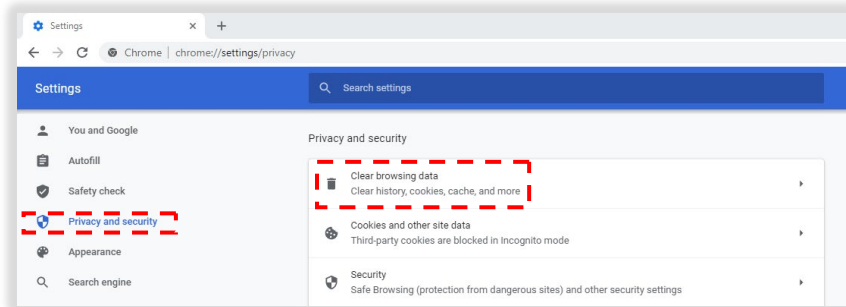 Settings
Chrome | chrome://settings/privacy
Settings
Search settings
You and Google
Autofill
Safety check
Privacy and security
Appearance
Search engine
Privacy and security
Clear browsing data
Clear history, cookies, cache, and more
Cookies and other site data
Third-party cookies are blocked in Incognito mode
Security
Safe Browsing (protection from dangerous sites) and other security settings